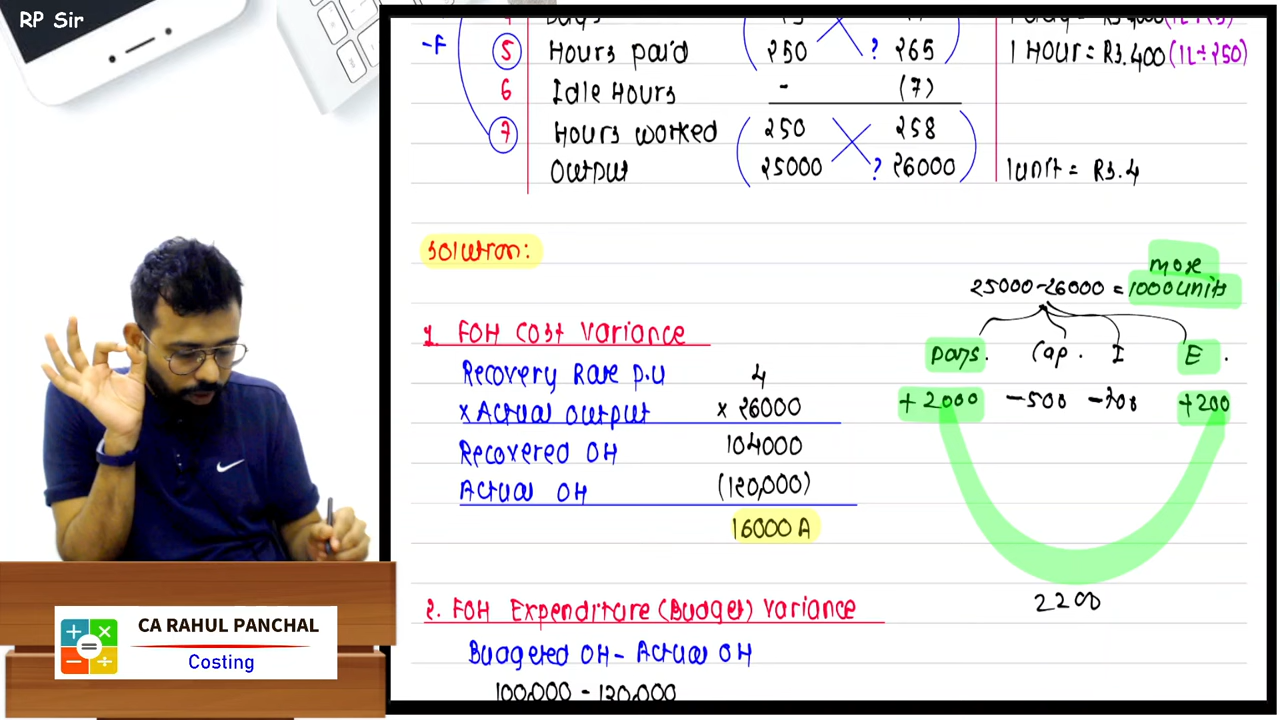 RP Sir
-F
5 Hours paid 250 ? 265 1 HOUR = Rs.400 (1L÷250)
6 Idle Hours - (7)
7 Hours worked 250 258
Output 25000 ? 26000 1unit = Rs.4
Solution:
more
25000-26000 = 1000 units
1. FOH Cost Variance
Days. Cap. I E.
Recovery Rate p.u 4
+2000 -500 -700 +200
x Actual Output x 26000
Recovered OH 104000
Actual OH (120,000)
16000 A
2200
2. FOH Expenditure (Budget) Variance
Budgeted OH - Actual OH
100,000 - 120,000
CA RAHUL PANCHAL
Costing